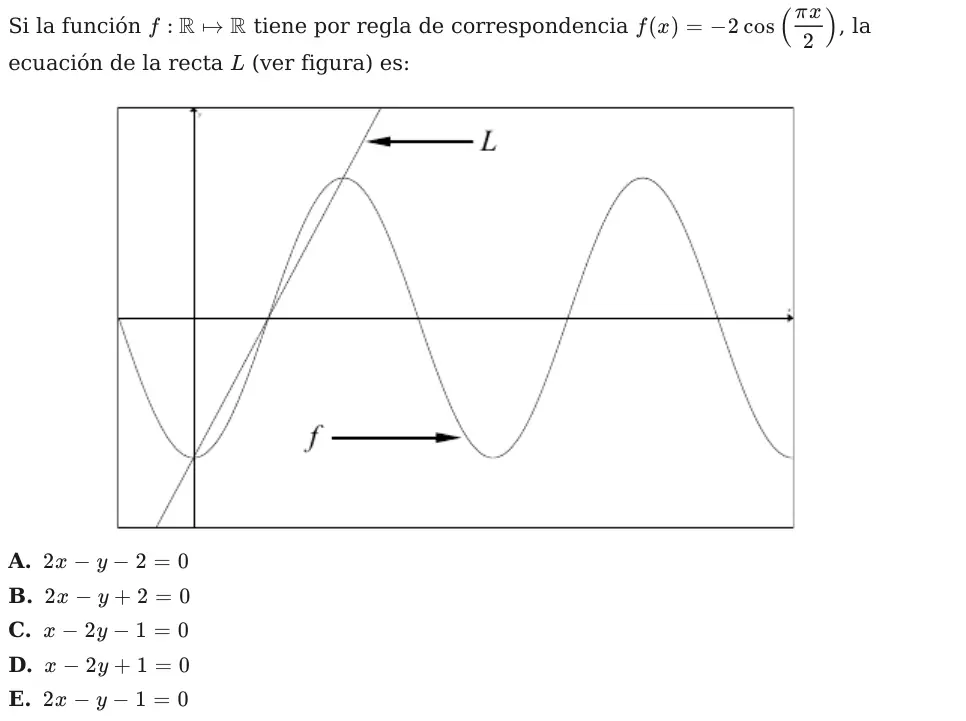 Si la función f : ℝ ↦ ℝ tiene por regla de correspondencia f(x) = −2 cos (πx/2), la
ecuación de la recta L (ver figura) es:
L
f
A. 2x − y − 2 = 0
B. 2x − y + 2 = 0
C. x − 2y − 1 = 0
D. x − 2y + 1 = 0
E. 2x − y − 1 = 0